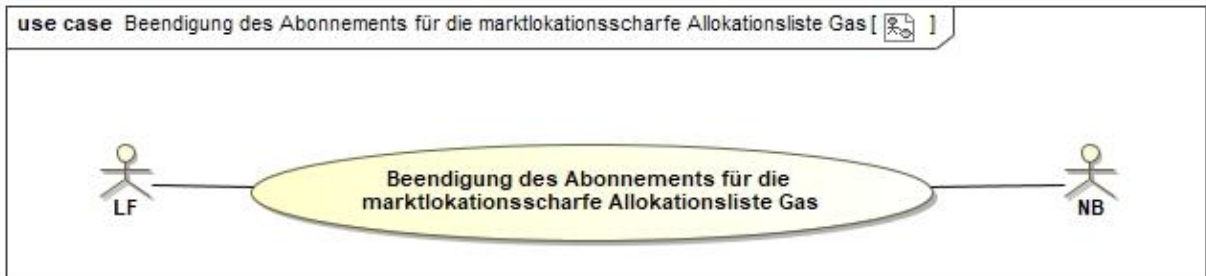 use case Beendigung des Abonnements für die marktlokationsscharfe Allokationsliste Gas [ ]
Beendigung des Abonnements für die
marktlokationsscharfe Allokationsliste Gas
LF
NB